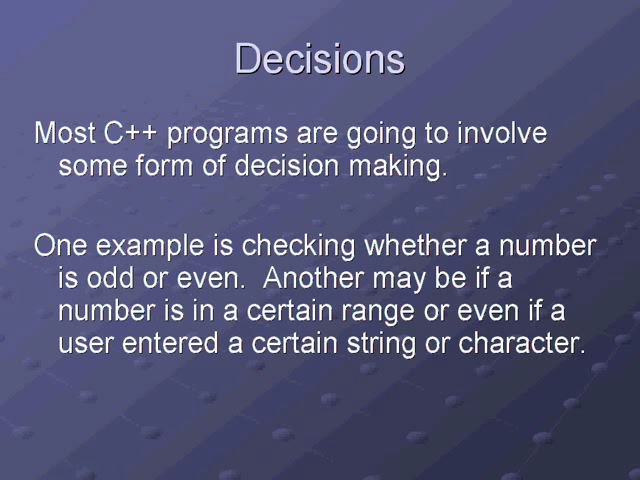 Decisions
Most C++ programs are going to involve
some form of decision making.
One example is checking whether a number
is odd or even.  Another may be if a
number is in a certain range or even if a
user entered a certain string or character.